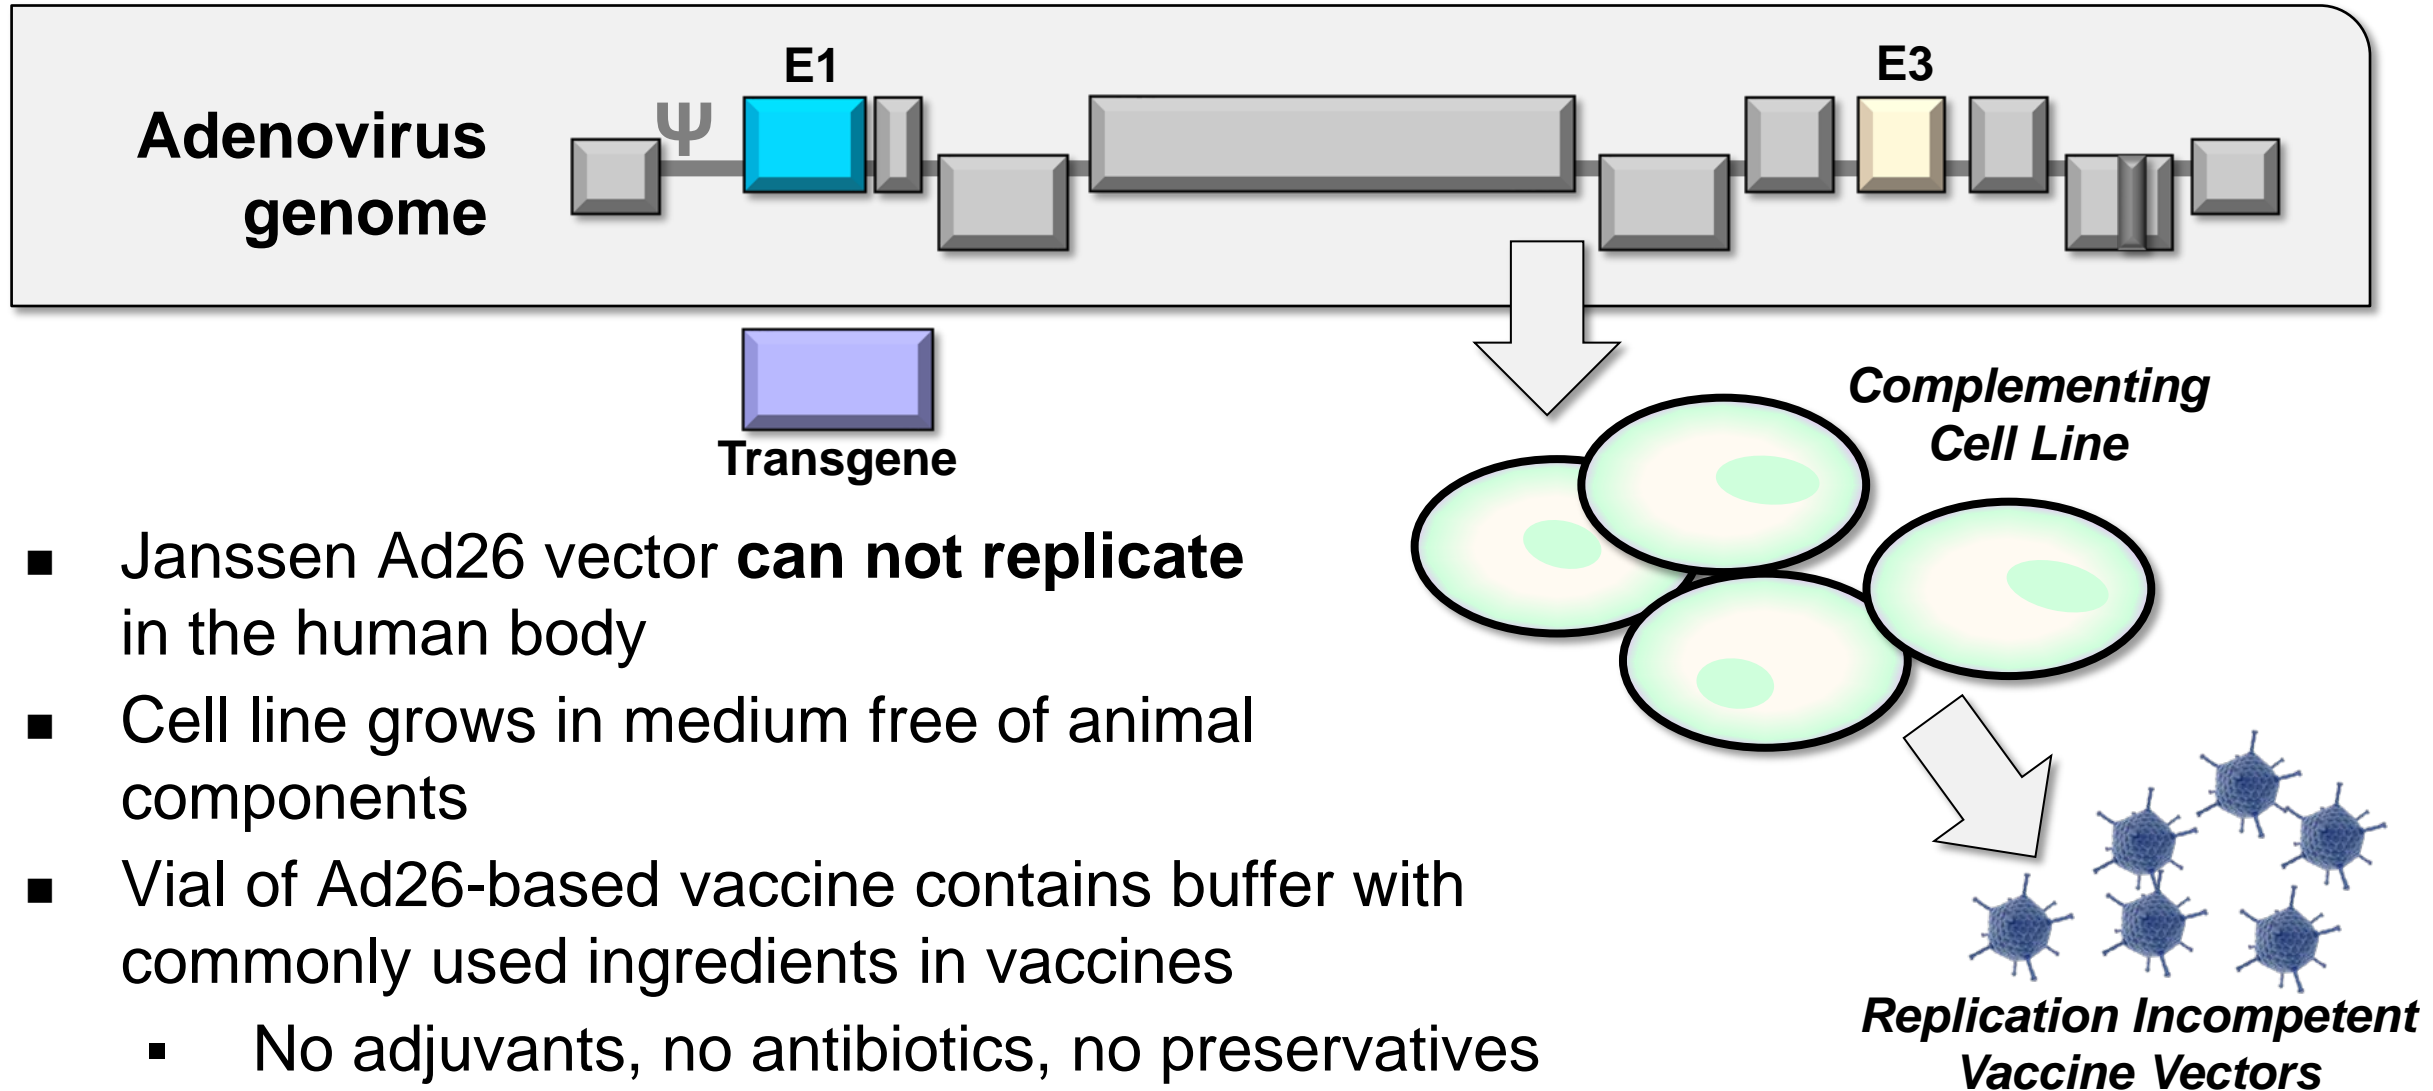 E1
E3
Ψ
Adenovirus
genome
Transgene
Complementing
Cell Line
■ Janssen Ad26 vector can not replicate
in the human body
■ Cell line grows in medium free of animal
components
■ Vial of Ad26-based vaccine contains buffer with
commonly used ingredients in vaccines
▪ No adjuvants, no antibiotics, no preservatives
Replication Incompetent
Vaccine Vectors